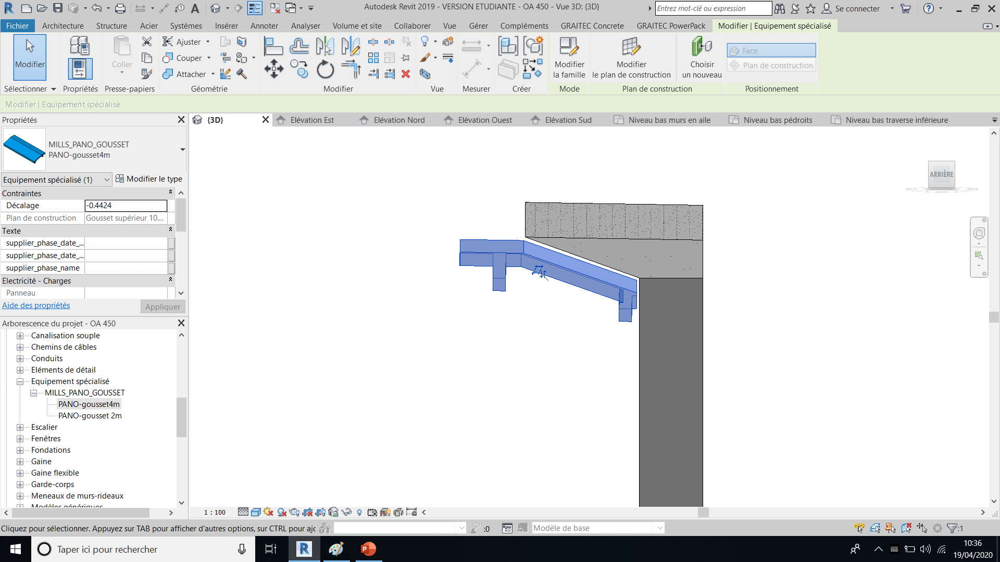 Autodesk Revit 2019 - VERSION ETUDIANTE - OA 450 - Vue 3D: {3D}
Entrez mot-clé ou expression
Se connecter
Fichier Architecture Structure Acier Systèmes Insérer Annoter Analyser Volume et site Collaborer Vue Gérer Compléments GRAITEC Concrete GRAITEC PowerPack Modifier | Equipement spécialisé
Modifier
Coller
Ajuster
Couper
Attacher
Modifier
la famille
Modifier
le plan de construction
Choisir
un nouveau
Face
Plan de construction
Sélectionner Propriétés Presse-papiers Géométrie Modifier Vue Mesurer Créer Mode Plan de construction Positionnement
Modifier | Equipement spécialisé
Propriétés
{3D} Elévation Est Elévation Nord Elévation Ouest Elévation Sud Niveau bas murs en aile Niveau bas pédroits Niveau bas traverse inférieure
MILLS_PANO_GOUSSET
PANO-gousset4m
Equipement spécialisé (1) Modifier le type
Contraintes
Décalage -0.4424
Plan de construction Gousset supérieur 10....
Texte
supplier_phase_date_...
supplier_phase_date_...
supplier_phase_name
Electricité - Charges
Panneau
Aide des propriétés Appliquer
ARRIÈRE
Arborescence du projet - OA 450
Canalisation souple
Chemins de câbles
Conduits
Eléments de détail
Equipement spécialisé
MILLS_PANO_GOUSSET
PANO-gousset4m
PANO-gousset 2m
Escalier
Fenêtres
Fondations
Gaine
Gaine flexible
Garde-corps
Meneaux de murs-rideaux
Modèles génériques
1 : 100
Cliquez pour sélectionner. Appuyez sur TAB pour afficher d'autres options, sur CTRL pour ajc
:0
Modèle de base
:1
Taper ici pour rechercher
10:36
19/04/2020